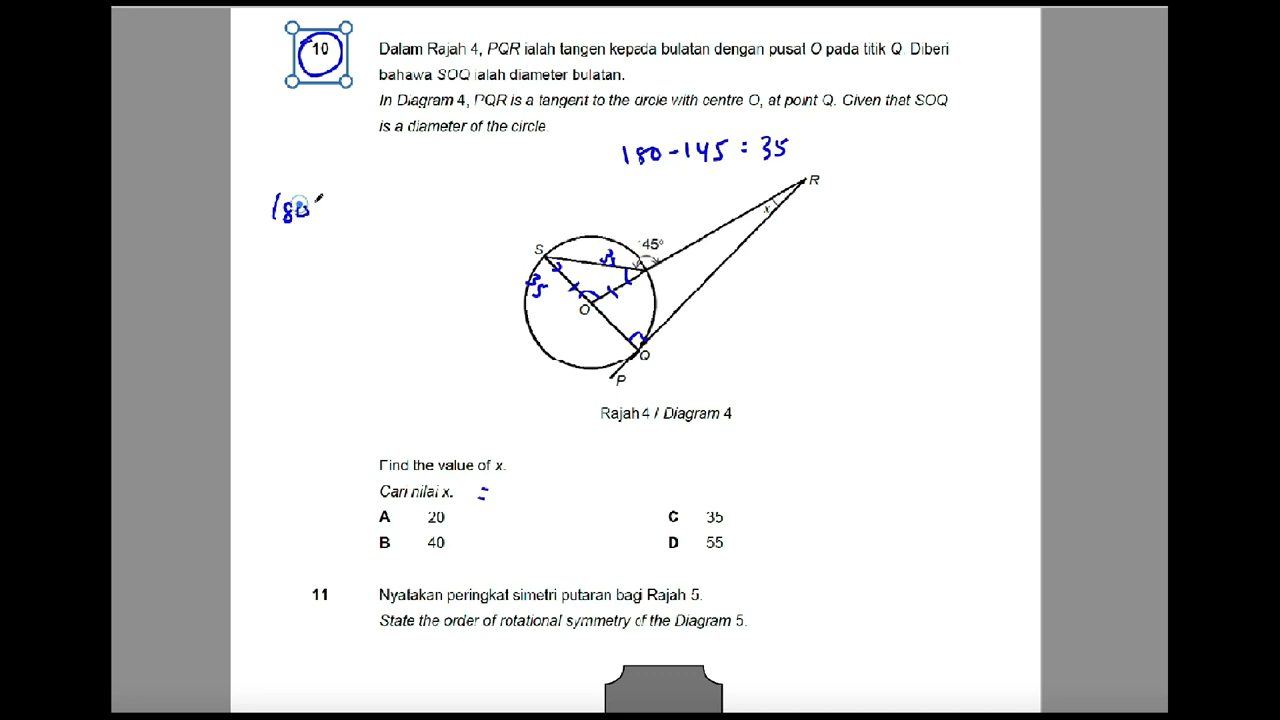 10 Dalam Rajah 4, PQR ialah tangen kepada bulatan dengan pusat O pada titik Q. Diberi
bahawa SOQ ialah diameter bulatan.
In Diagram 4, PQR is a tangent to the circle with centre O, at point Q. Given that SOQ
is a diameter of the circle.
180-145 = 35
R
x
180
S
145°
35
35
O
Q
P
Rajah 4 / Diagram 4
Find the value of x.
Cari nilai x. =
A 20 C 35
B 40 D 55
11 Nyatakan peringkat simetri putaran bagi Rajah 5.
State the order of rotational symmetry of the Diagram 5.